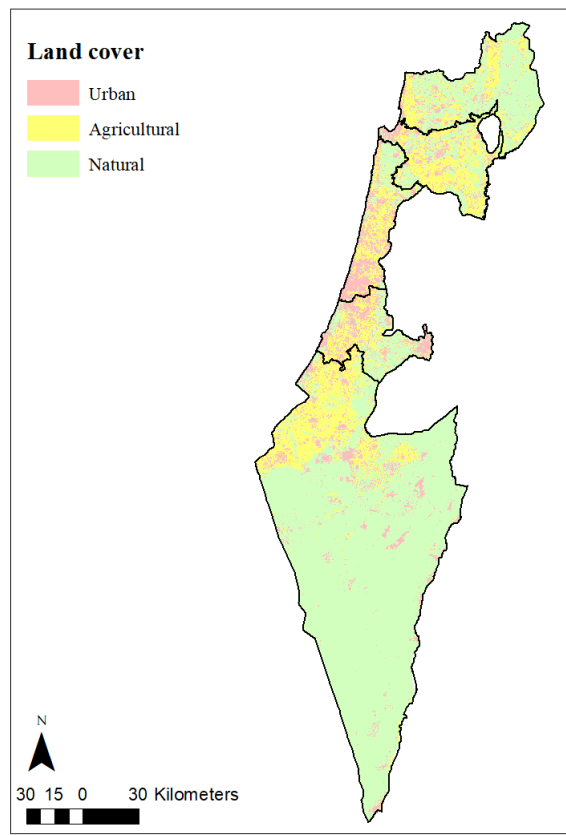 Land cover
Urban
Agricultural
Natural
N
30 15 0 30 Kilometers